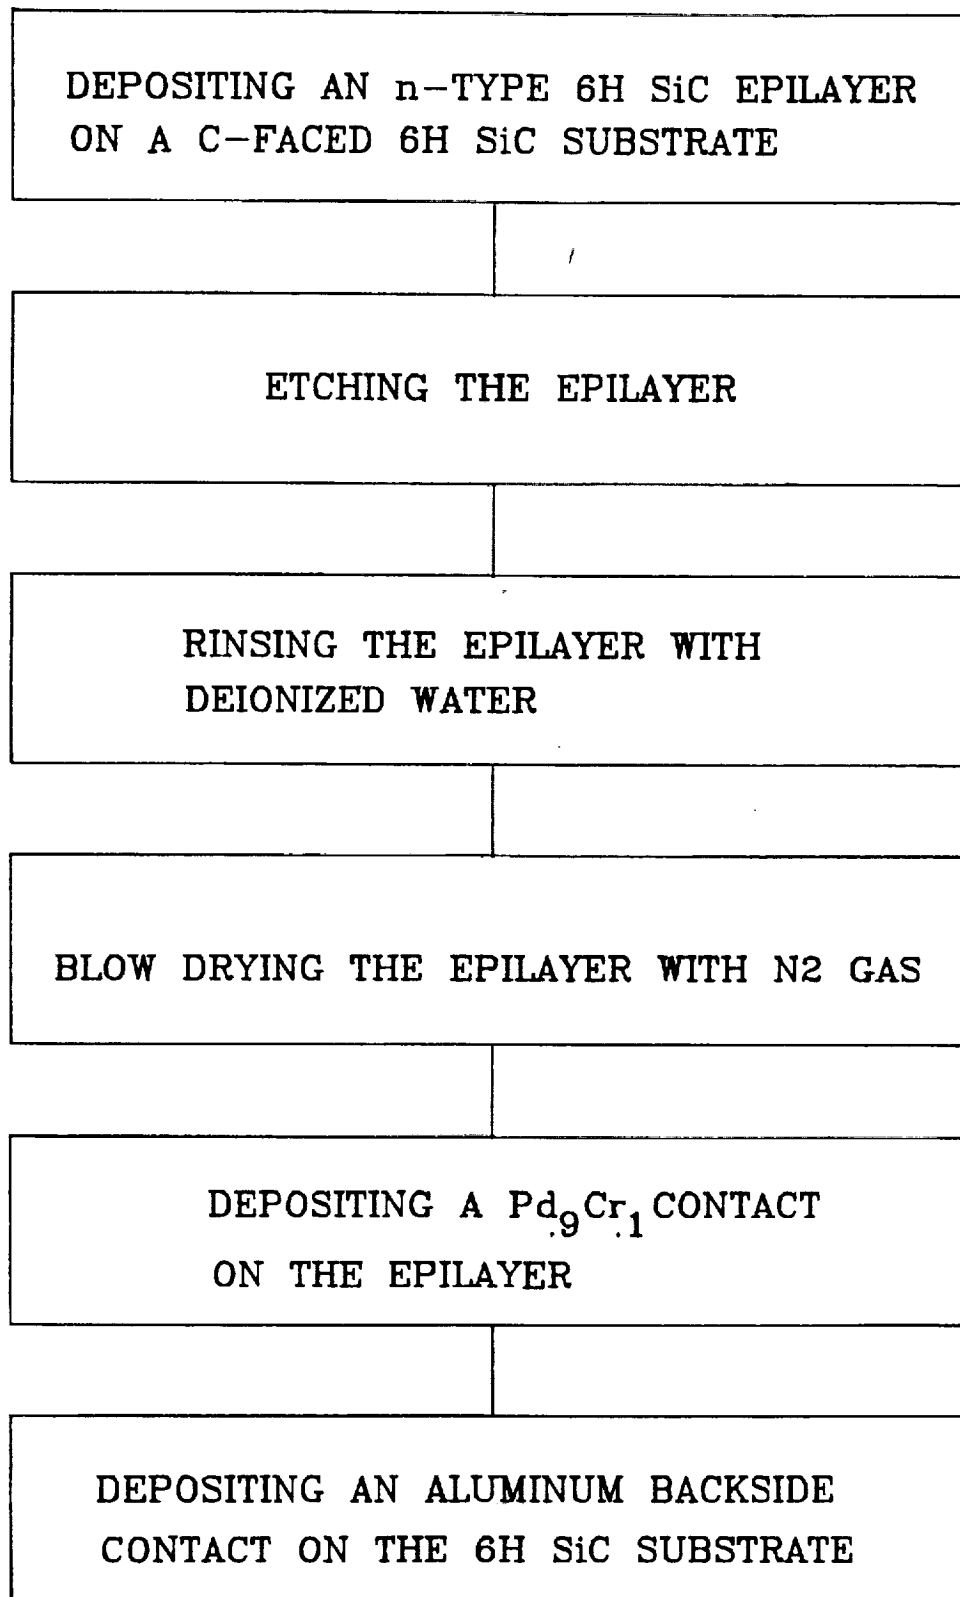 DEPOSITING AN n-TYPE 6H SiC EPILAYER
ON A C-FACED 6H SiC SUBSTRATE
ETCHING THE EPILAYER
RINSING THE EPILAYER WITH
DEIONIZED WATER
BLOW DRYING THE EPILAYER WITH N2 GAS
DEPOSITING A Pd.9Cr.1 CONTACT
ON THE EPILAYER
DEPOSITING AN ALUMINUM BACKSIDE
CONTACT ON THE 6H SiC SUBSTRATE